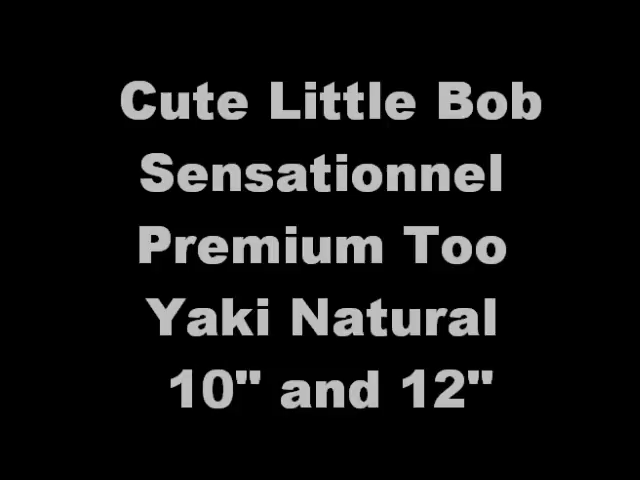 Cute Little Bob
Sensationnel
Premium Too
Yaki Natural
10" and 12"